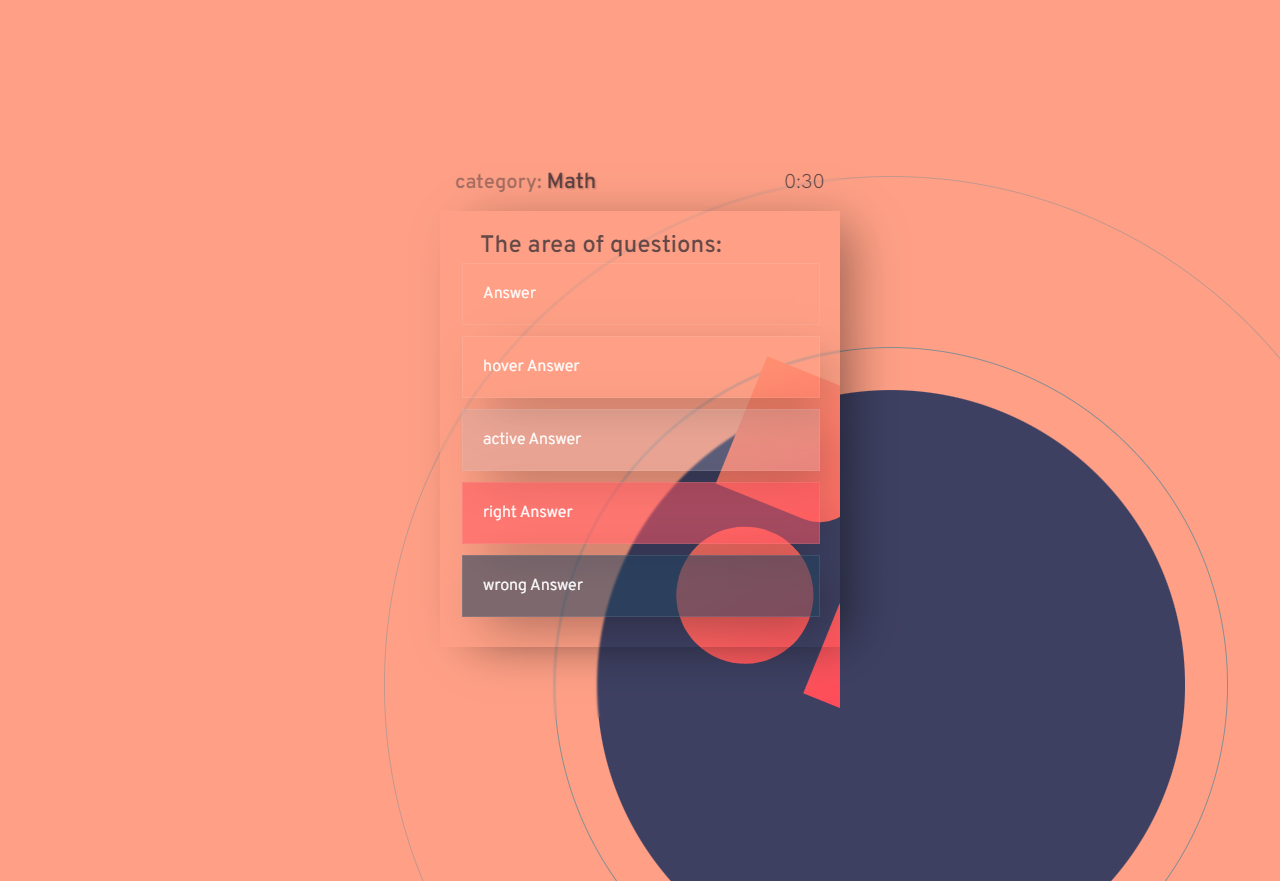 category: Math 0:30
The area of questions:
Answer
hover Answer
active Answer
right Answer
wrong Answer